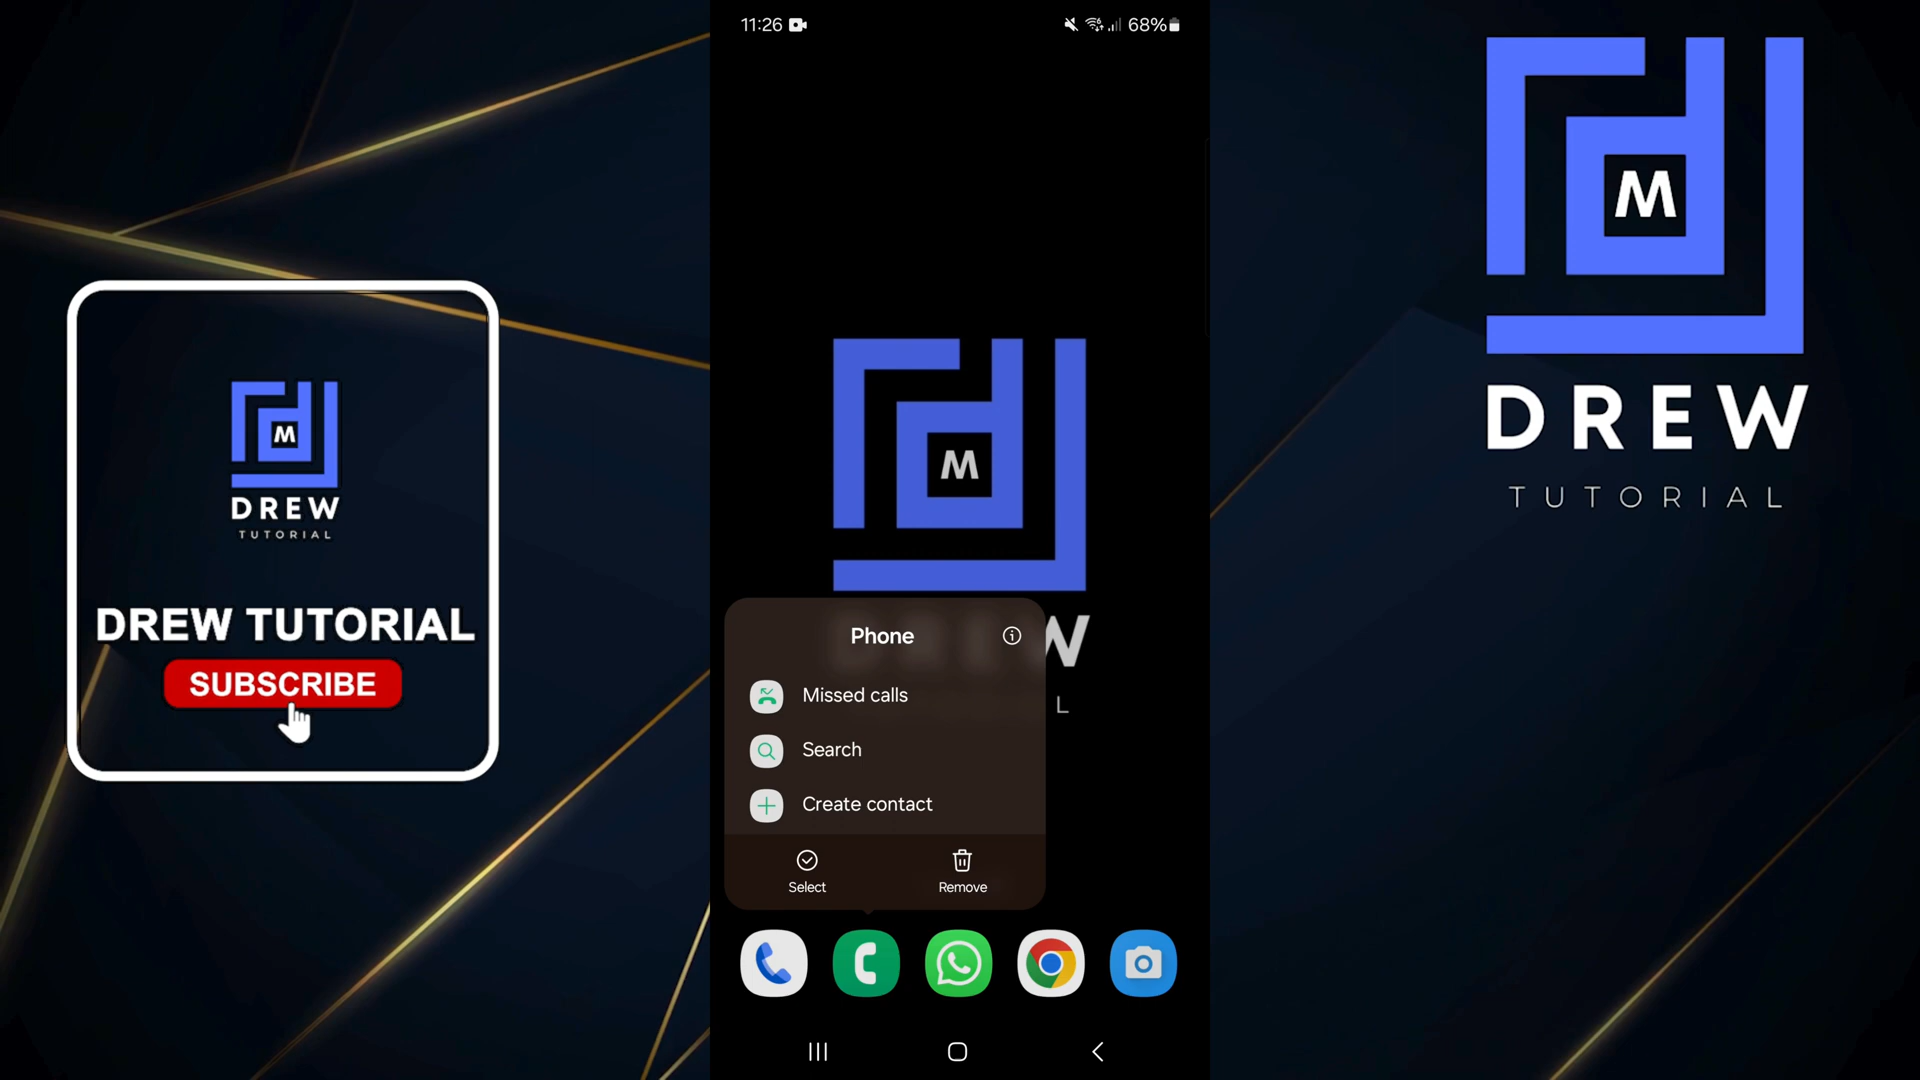 11:26
68%
M
DREW
TUTORIAL
M
DREW
TUTORIAL
DREW TUTORIAL
SUBSCRIBE
M
W
L
Phone
Missed calls
Search
Create contact
Select
Remove